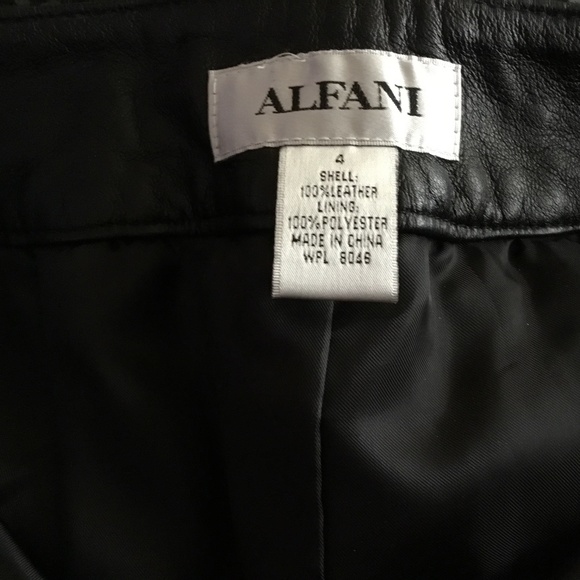 ALFANI
4
SHELL:
100%LEATHER
LINING:
100%POLYESTER
MADE IN CHINA
WPL 8046